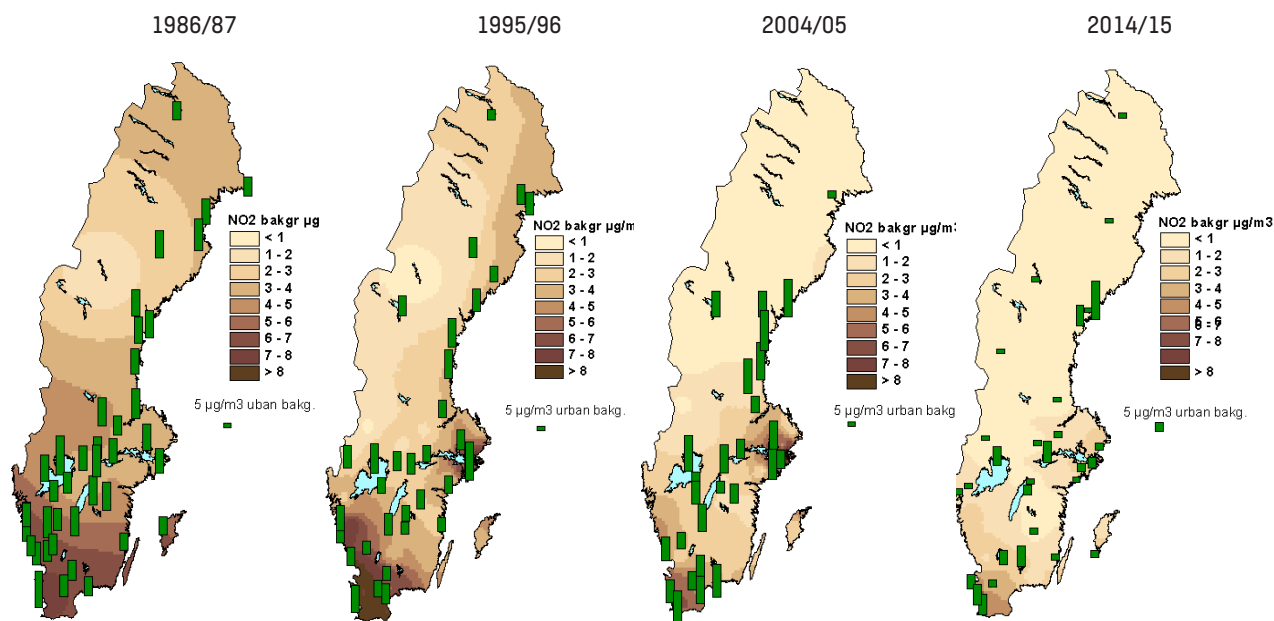 1986/87
1995/96
2004/05
2014/15
NO2 bakgr µg
< 1
1 - 2
2 - 3
3 - 4
4 - 5
5 - 6
6 - 7
7 - 8
> 8
5 µg/m3 uban bakg.
NO2 bakgr µg/m
< 1
1 - 2
2 - 3
3 - 4
4 - 5
5 - 6
6 - 7
7 - 8
> 8
5 µg/m3 urban bakg.
NO2 bakgr µg/m3
< 1
1 - 2
2 - 3
3 - 4
4 - 5
5 - 6
6 - 7
7 - 8
> 8
5 µg/m3 urban bakg
NO2 bakgr µg/m3
< 1
1 - 2
2 - 3
3 - 4
4 - 5
7 - 8
> 8
5 µg/m3 urban bakg.